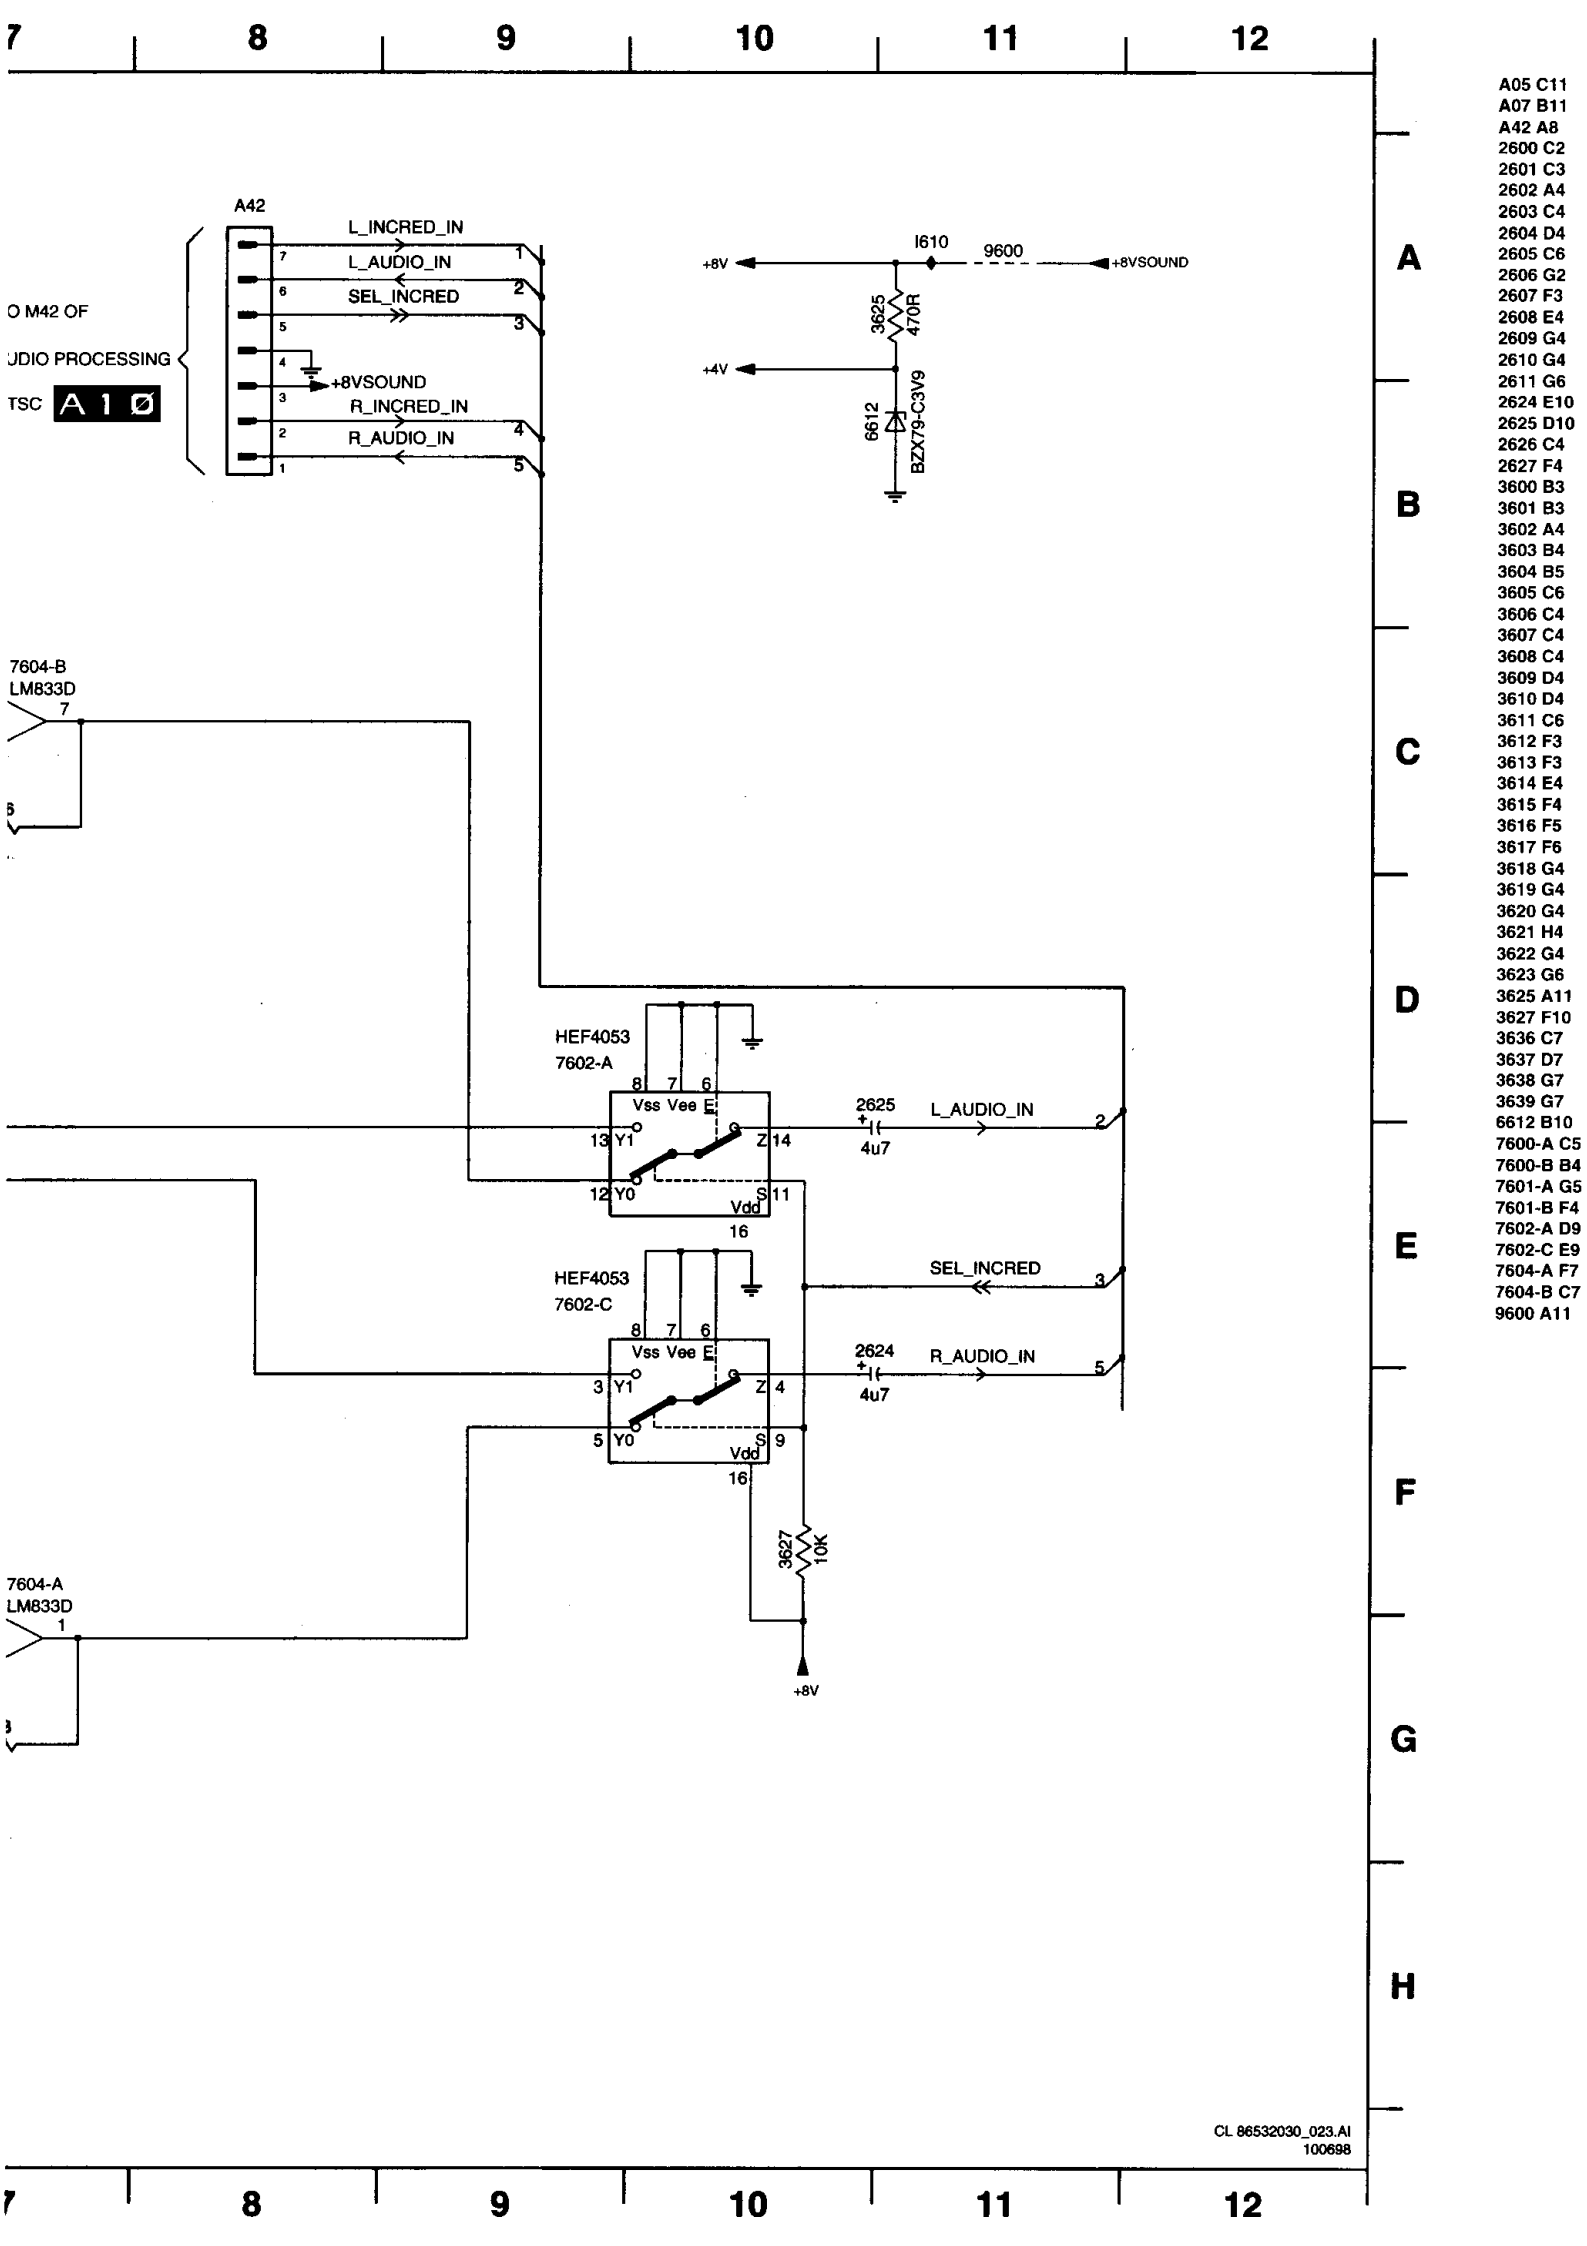 7 8 9 10 11 12
A42
L_INCRED_IN
7 1
L_AUDIO_IN
6 2
SEL_INCRED
5 3
4
+8VSOUND
3
R_INCRED_IN
2 4
R_AUDIO_IN
1 5
O M42 OF
UDIO PROCESSING
TSC A10
+8V I610 9600 +8VSOUND
3625
470R
+4V
6612
BZX79-C3V9
A
B
C
D
E
F
G
H
7604-B
LM833D
7
6
HEF4053
7602-A
8 7 6
Vss Vee E
13 Y1 Z 14
12 Y0 S 11
Vdd
16
2625
+
4u7
L_AUDIO_IN
2
SEL_INCRED
3
HEF4053
7602-C
8 7 6
Vss Vee E
3 Y1 Z 4
5 Y0 S 9
Vdd
16
2624
+
4u7
R_AUDIO_IN
5
3627
10K
+8V
7604-A
LM833D
1
CL 86532030_023.AI
100698
7 8 9 10 11 12
A05 C11
A07 B11
A42 A8
2600 C2
2601 C3
2602 A4
2603 C4
2604 D4
2605 C6
2606 G2
2607 F3
2608 E4
2609 G4
2610 G4
2611 G6
2624 E10
2625 D10
2626 C4
2627 F4
3600 B3
3601 B3
3602 A4
3603 B4
3604 B5
3605 C6
3606 C4
3607 C4
3608 C4
3609 D4
3610 D4
3611 C6
3612 F3
3613 F3
3614 E4
3615 F4
3616 F5
3617 F6
3618 G4
3619 G4
3620 G4
3621 H4
3622 G4
3623 G6
3625 A11
3627 F10
3636 C7
3637 D7
3638 G7
3639 G7
6612 B10
7600-A C5
7600-B B4
7601-A G5
7601-B F4
7602-A D9
7602-C E9
7604-A F7
7604-B C7
9600 A11